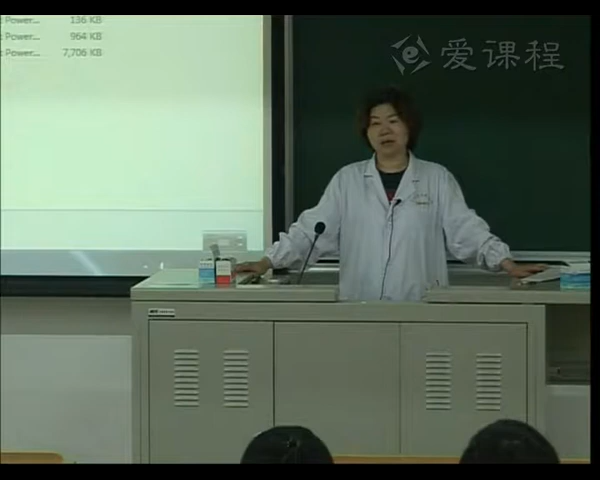 t Power... 136 KB
t Power... 964 KB
t Power... 7,706 KB
爱课程